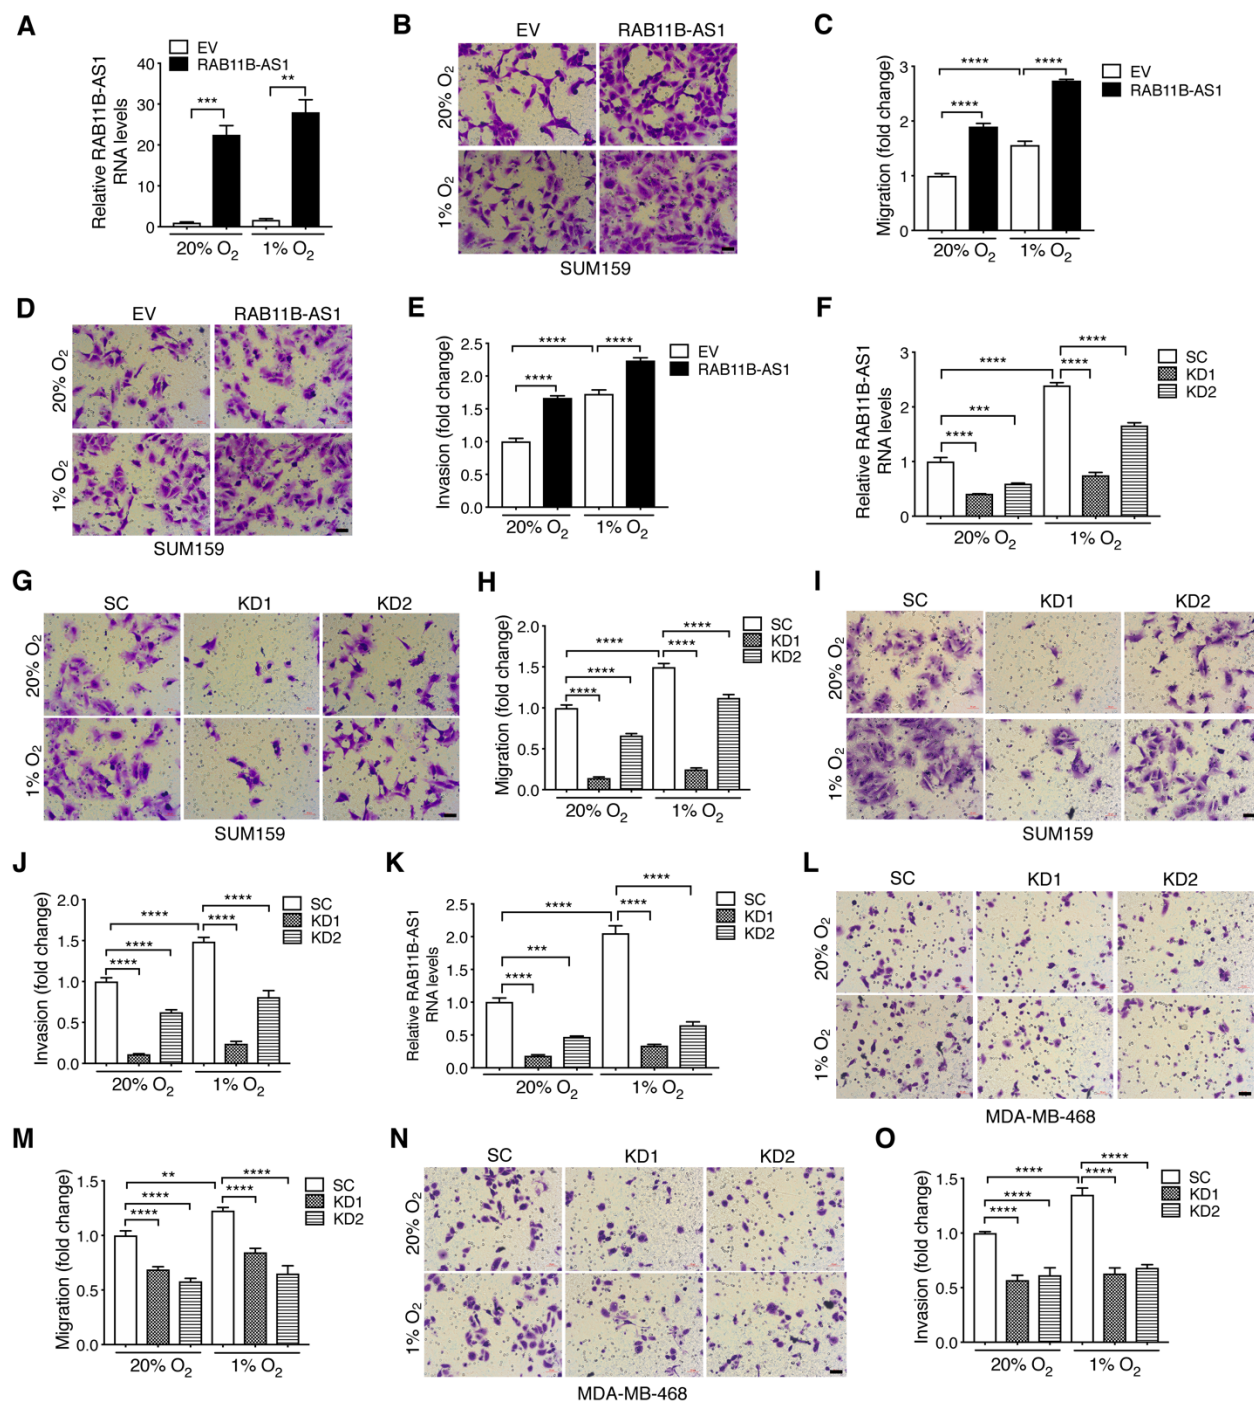 A
EV
RAB11B-AS1
Relative RAB11B-AS1
RNA levels
40
30
20
10
0
***
**
20% O2
1% O2
B
EV
RAB11B-AS1
20% O2
1% O2
SUM159
C
EV
RAB11B-AS1
Migration (fold change)
3
2
1
0
****
****
****
20% O2
1% O2
D
EV
RAB11B-AS1
20% O2
1% O2
SUM159
E
EV
RAB11B-AS1
Invasion (fold change)
2.5
2.0
1.5
1.0
0.5
0.0
****
****
****
20% O2
1% O2
F
SC
KD1
KD2
Relative RAB11B-AS1
RNA levels
3
2
1
0
****
****
****
***
****
20% O2
1% O2
G
SC
KD1
KD2
20% O2
1% O2
SUM159
H
SC
KD1
KD2
Migration (fold change)
2.0
1.5
1.0
0.5
0.0
****
****
****
****
****
20% O2
1% O2
I
SC
KD1
KD2
20% O2
1% O2
SUM159
J
SC
KD1
KD2
Invasion (fold change)
2.0
1.5
1.0
0.5
0.0
****
****
****
****
****
20% O2
1% O2
K
SC
KD1
KD2
Relative RAB11B-AS1
RNA levels
2.5
2.0
1.5
1.0
0.5
0.0
****
****
****
***
****
20% O2
1% O2
L
SC
KD1
KD2
20% O2
1% O2
MDA-MB-468
M
SC
KD1
KD2
Migration (fold change)
1.5
1.0
0.5
0.0
**
****
****
****
****
20% O2
1% O2
N
SC
KD1
KD2
20% O2
1% O2
MDA-MB-468
O
SC
KD1
KD2
Invasion (fold change)
1.5
1.0
0.5
0.0
****
****
****
****
****
20% O2
1% O2